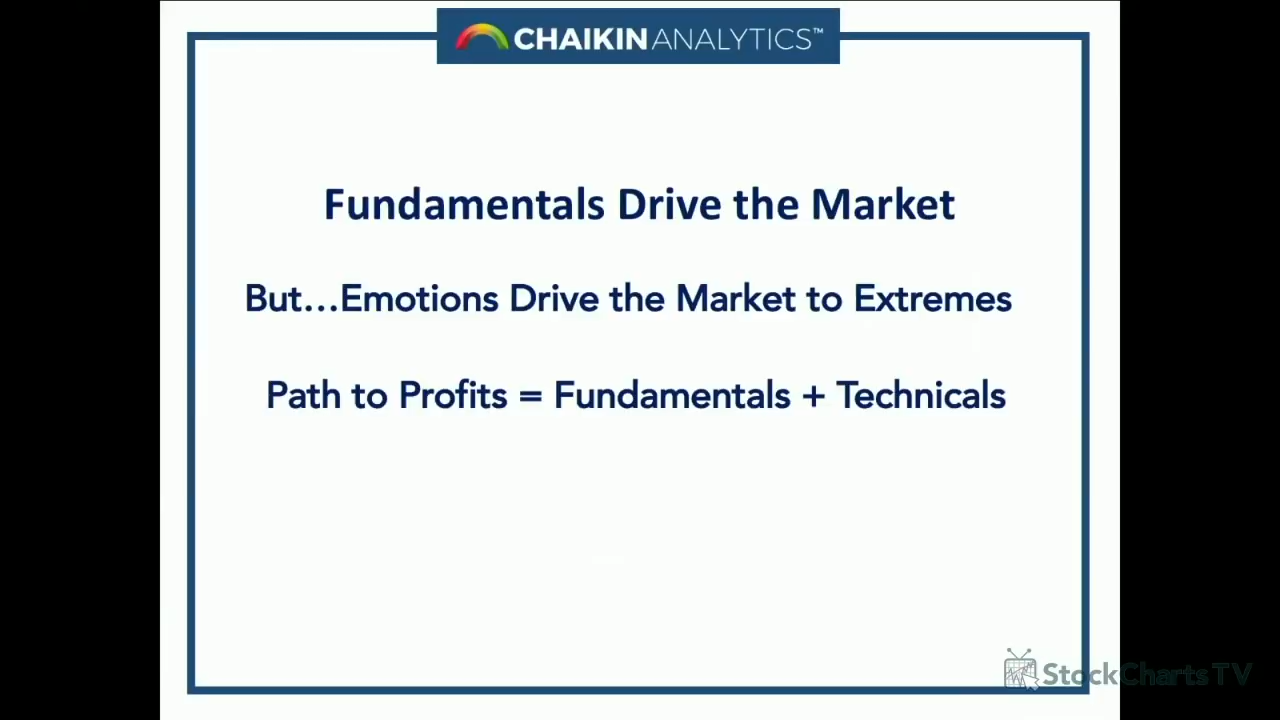 CHAIKIN ANALYTICS™
Fundamentals Drive the Market
But...Emotions Drive the Market to Extremes
Path to Profits = Fundamentals + Technicals
StockChartsTV